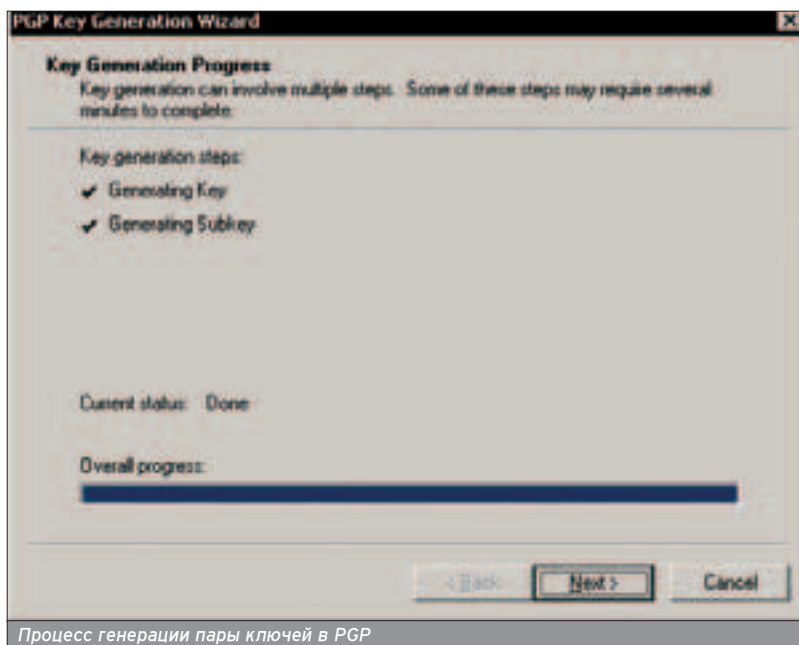 PGP Key Generation Wizard
Key Generation Progress
Key generation can involve multiple steps. Some of these steps may require several
minutes to complete.
Key generation steps:
Generating Key
Generating Subkey
Current status: Done
Overall progress:
< Back
Next >
Cancel
Процесс генерации пары ключей в PGP